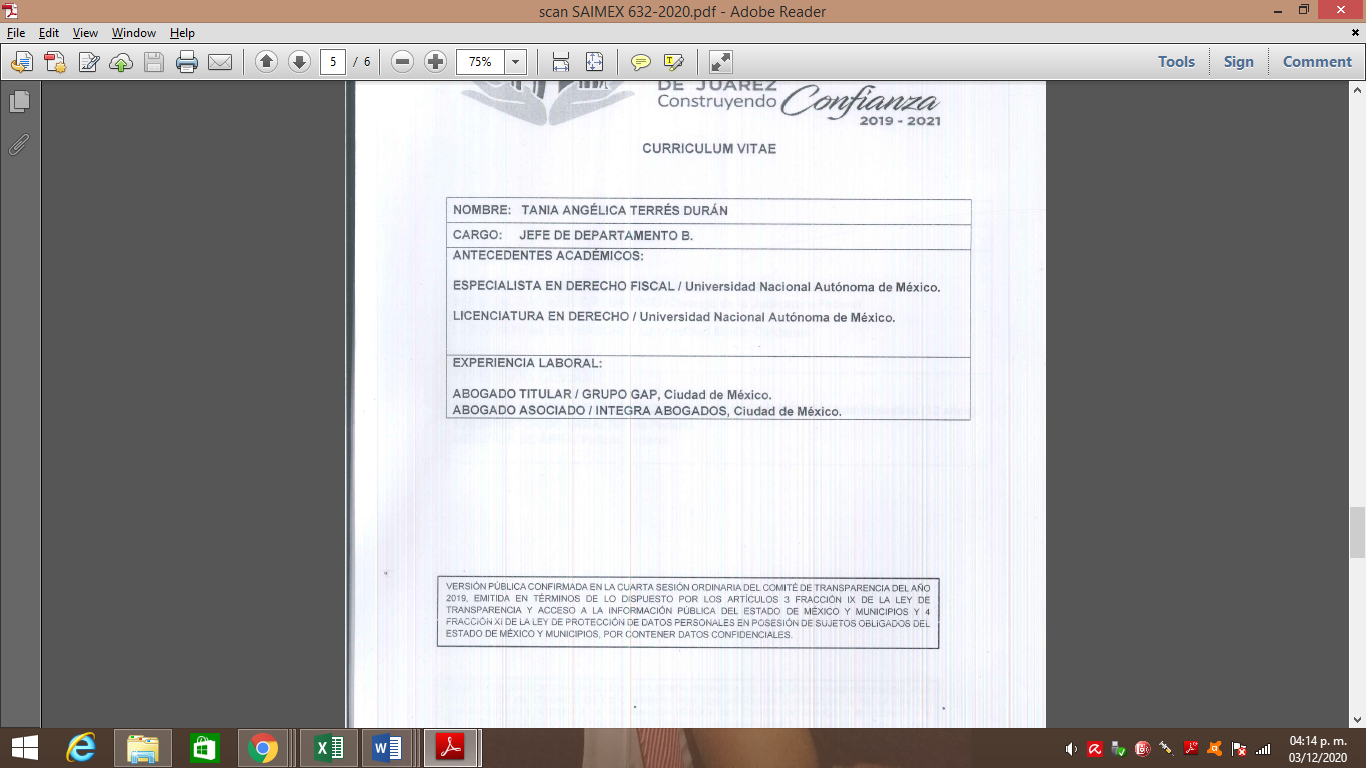 scan SAIMEX 632-2020.pdf - Adobe Reader
File Edit View Window Help
5 / 6 75% Tools Sign Comment
DE JUÁREZ
Construyendo Confianza
2019 - 2021
CURRICULUM VITAE
NOMBRE: TANIA ANGÉLICA TERRÉS DURÁN
CARGO: JEFE DE DEPARTAMENTO B.
ANTECEDENTES ACADÉMICOS:
ESPECIALISTA EN DERECHO FISCAL / Universidad Nacional Autónoma de México.
LICENCIATURA EN DERECHO / Universidad Nacional Autónoma de México.
EXPERIENCIA LABORAL:
ABOGADO TITULAR / GRUPO GAP, Ciudad de México.
ABOGADO ASOCIADO / INTEGRA ABOGADOS, Ciudad de México.
VERSIÓN PÚBLICA CONFIRMADA EN LA CUARTA SESIÓN ORDINARIA DEL COMITÉ DE TRANSPARENCIA DEL AÑO
2019, EMITIDA EN TÉRMINOS DE LO DISPUESTO POR LOS ARTÍCULOS 3 FRACCIÓN IX DE LA LEY DE
TRANSPARENCIA Y ACCESO A LA INFORMACIÓN PÚBLICA DEL ESTADO DE MÉXICO Y MUNICIPIOS Y 4
FRACCIÓN XI DE LA LEY DE PROTECCIÓN DE DATOS PERSONALES EN POSESIÓN DE SUJETOS OBLIGADOS DEL
ESTADO DE MÉXICO Y MUNICIPIOS, POR CONTENER DATOS CONFIDENCIALES.
04:14 p. m.
03/12/2020